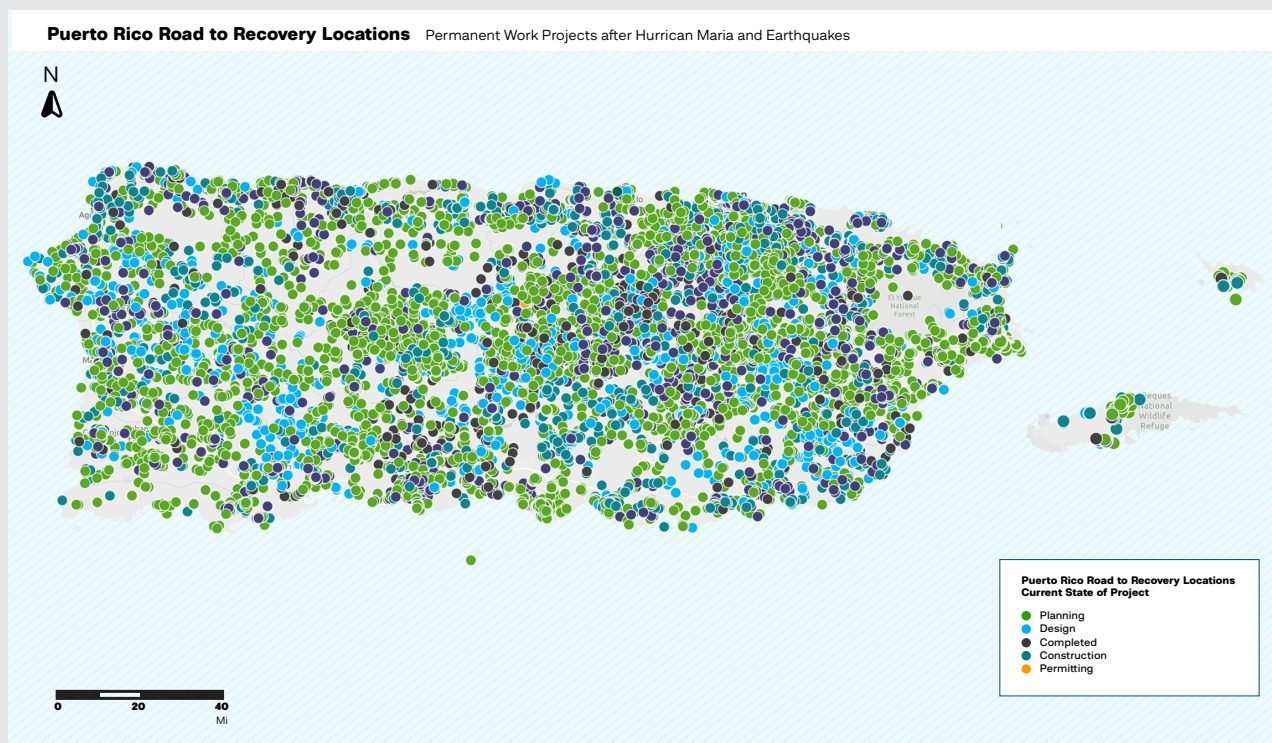 Puerto Rico Road to Recovery Locations Permanent Work Projects after Hurrican Maria and Earthquakes
N
El Yunque
National
Forest
National
Wildlife
Refuge
Puerto Rico Road to Recovery Locations
Current State of Project
Planning
Design
Completed
Construction
Permitting
0 20 40
Mi